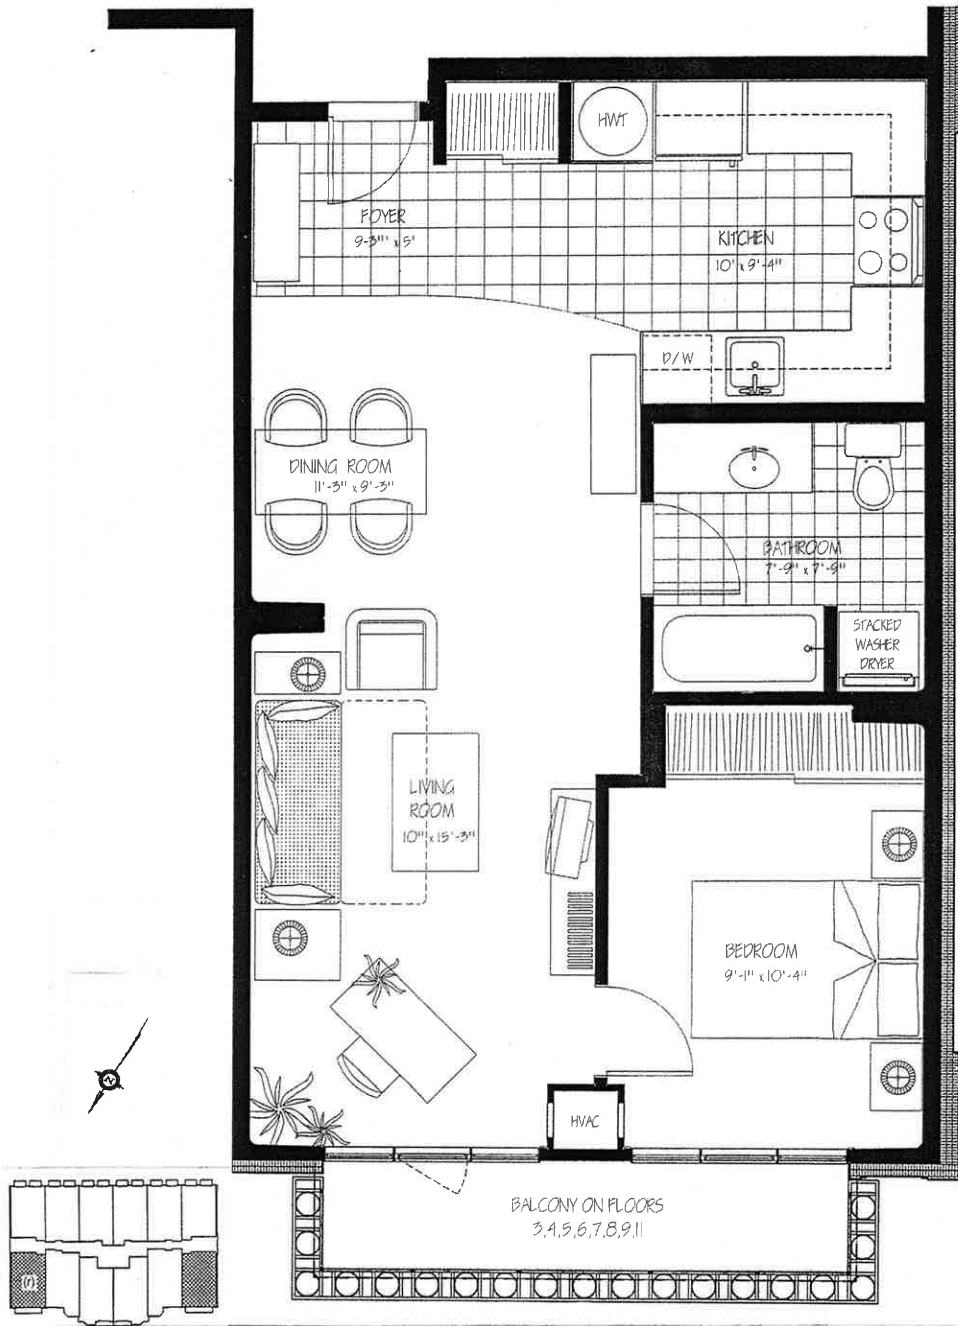 HWT
FOYER
9-3"' x 5'
KITCHEN
10' x 9'-4"
D/W
DINING ROOM
11'-3" x 9'-3"
BATHROOM
7'-9" x 7'-9"
STACKED
WASHER
DRYER
LIVING
ROOM
10'" x 15'-3"
BEDROOM
9'-1" x 10'-4"
N
HVAC
BALCONY ON FLOORS
3,4,5,6,7,8,9,11
(r)